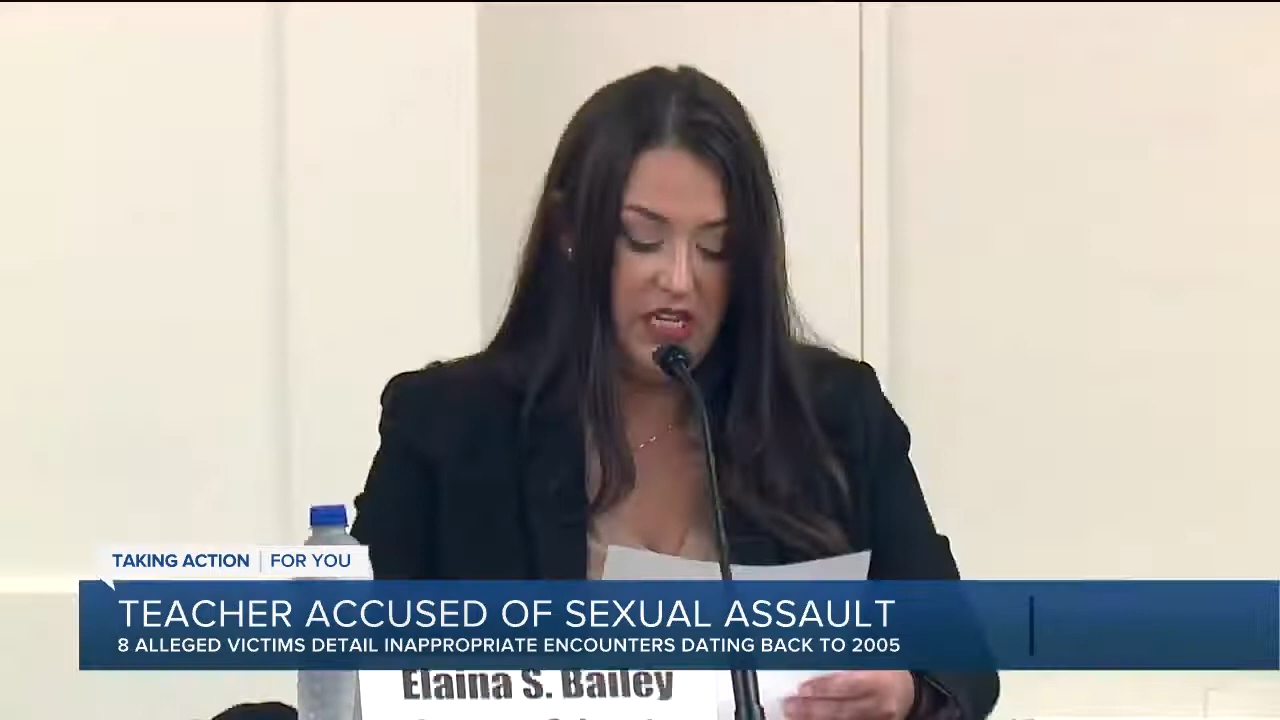 TAKING ACTION | FOR YOU
TEACHER ACCUSED OF SEXUAL ASSAULT
8 ALLEGED VICTIMS DETAIL INAPPROPRIATE ENCOUNTERS DATING BACK TO 2005
Elaina S. Bailey